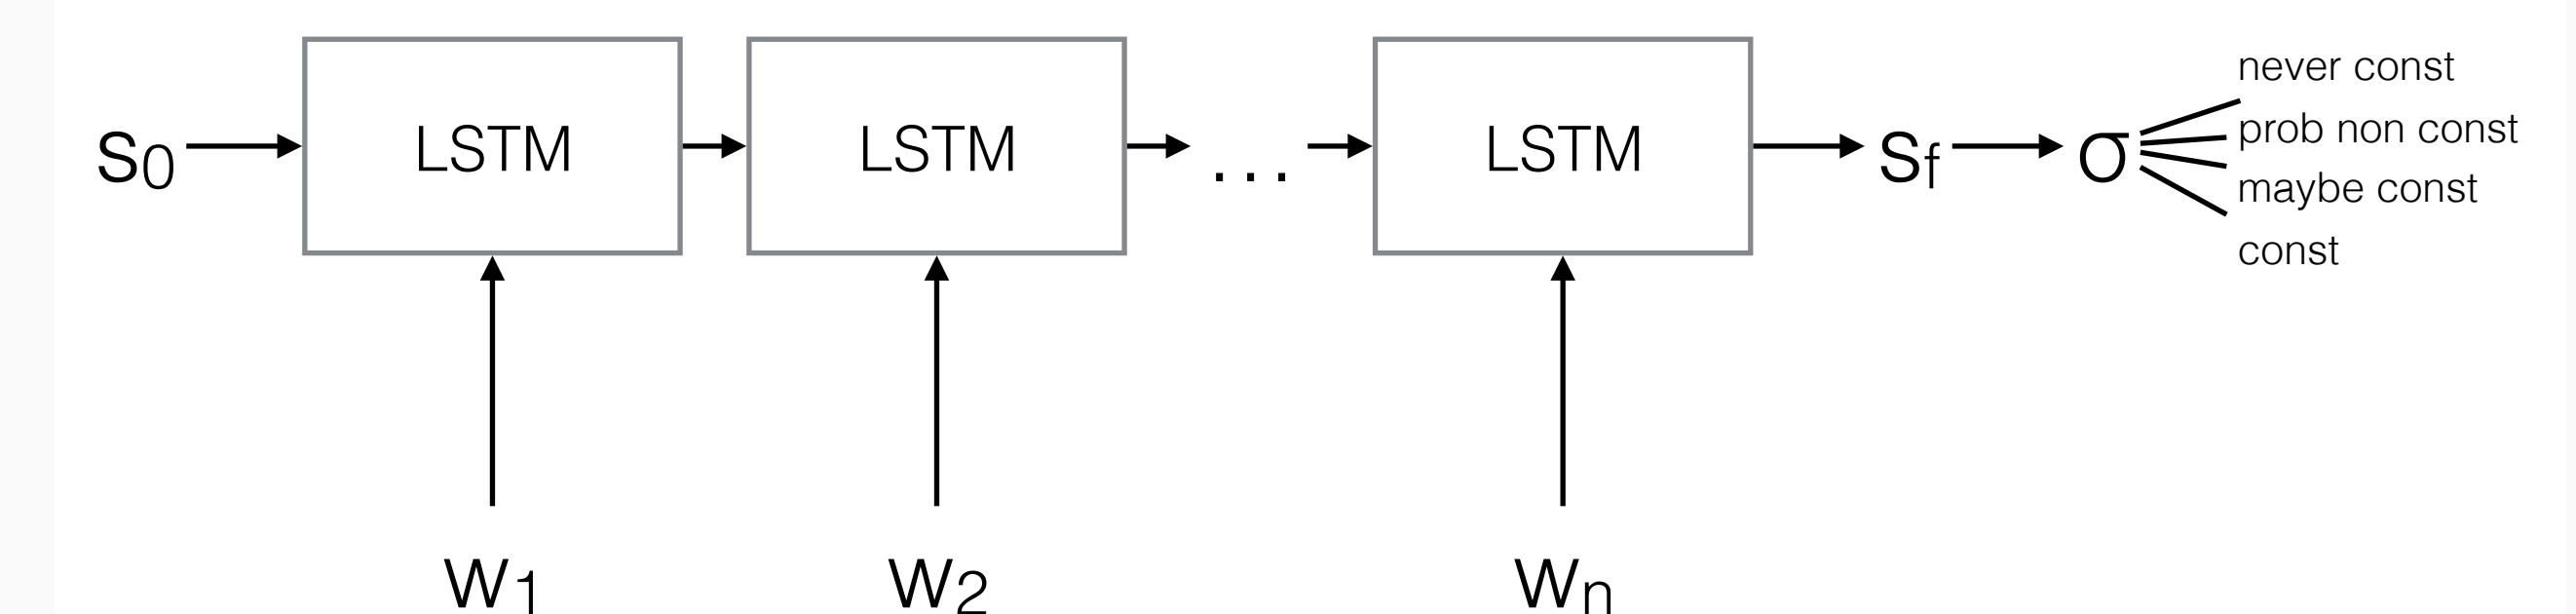 s0
LSTM
LSTM
...
LSTM
sf
σ
never const
prob non const
maybe const
const
w1
w2
wn